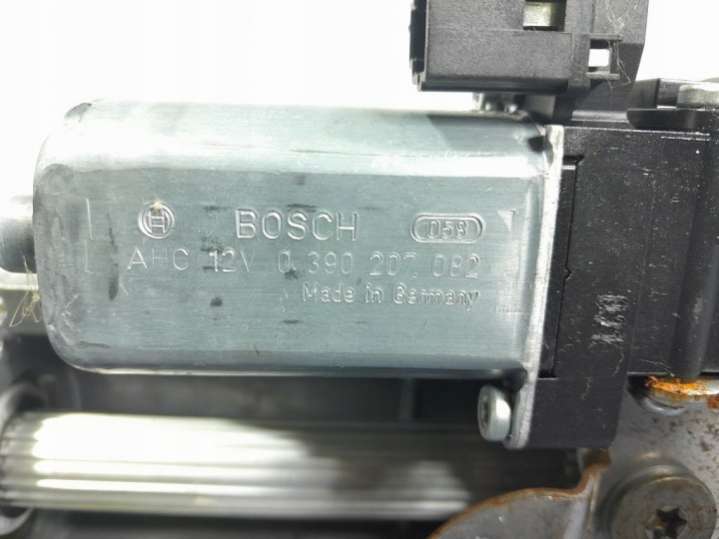 BOSCH 058
AHC 12V 0 390 207 082
Made in Germany